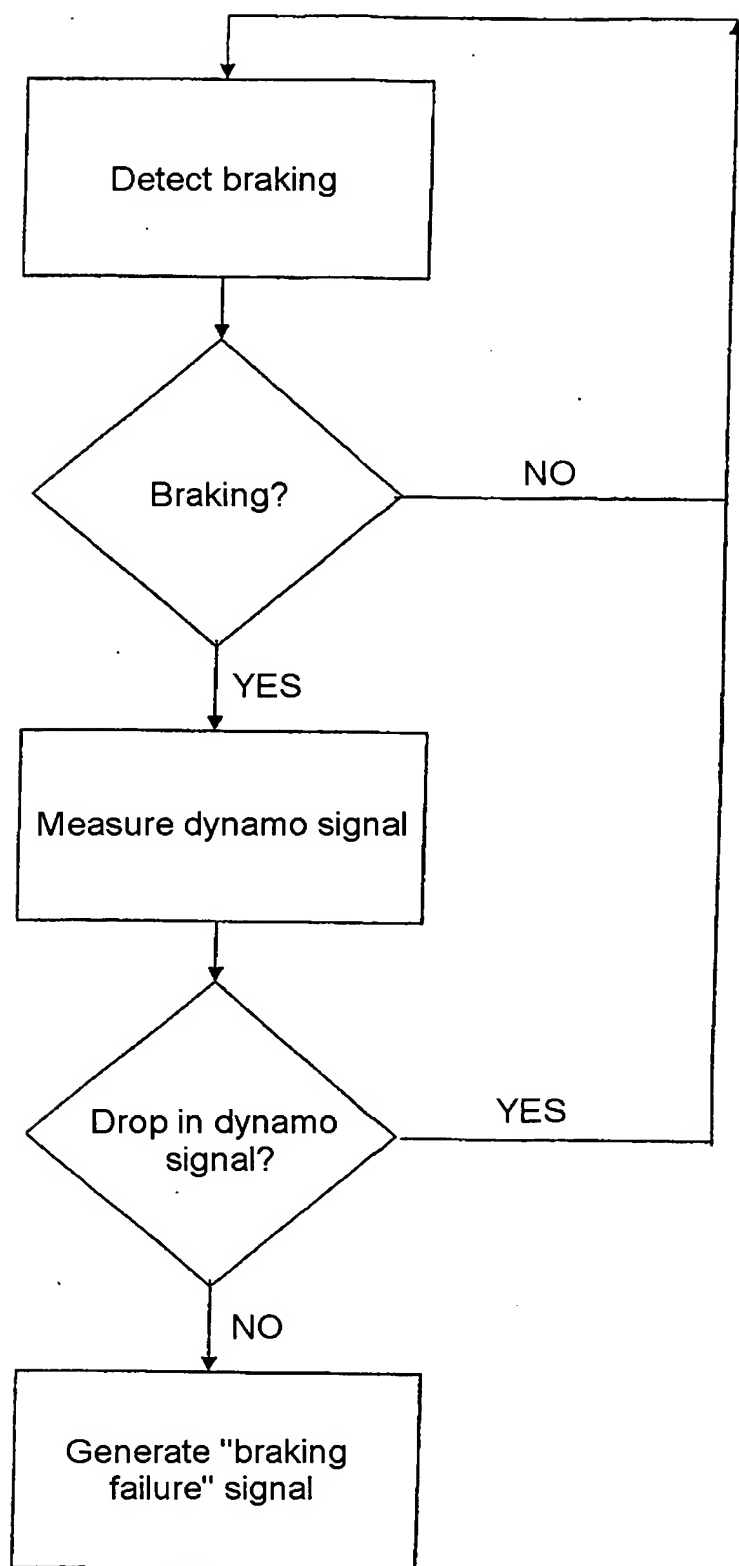 Detect braking
Braking?
NO
YES
Measure dynamo signal
Drop in dynamo
signal?
YES
NO
Generate "braking
failure" signal